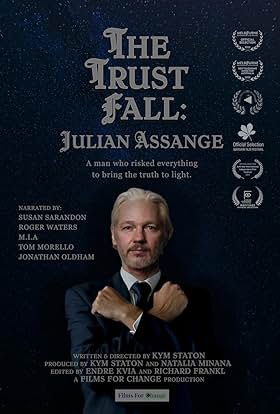 THE
TRUST
FALL:
JULIAN ASSANGE
A man who risked everything
to bring the truth to light.
NARRATED BY:
SUSAN SARANDON
ROGER WATERS
M.I.A
TOM MORELLO
JONATHAN OLDHAM
Official Selection
WRITTEN & DIRECTED BY KYM STATON
PRODUCED BY KYM STATON AND NATALIA MINANA
EDITED BY ENDRE KVIA AND RICHARD FRANKL
A FILMS FOR CHANGE PRODUCTION
Films For Change